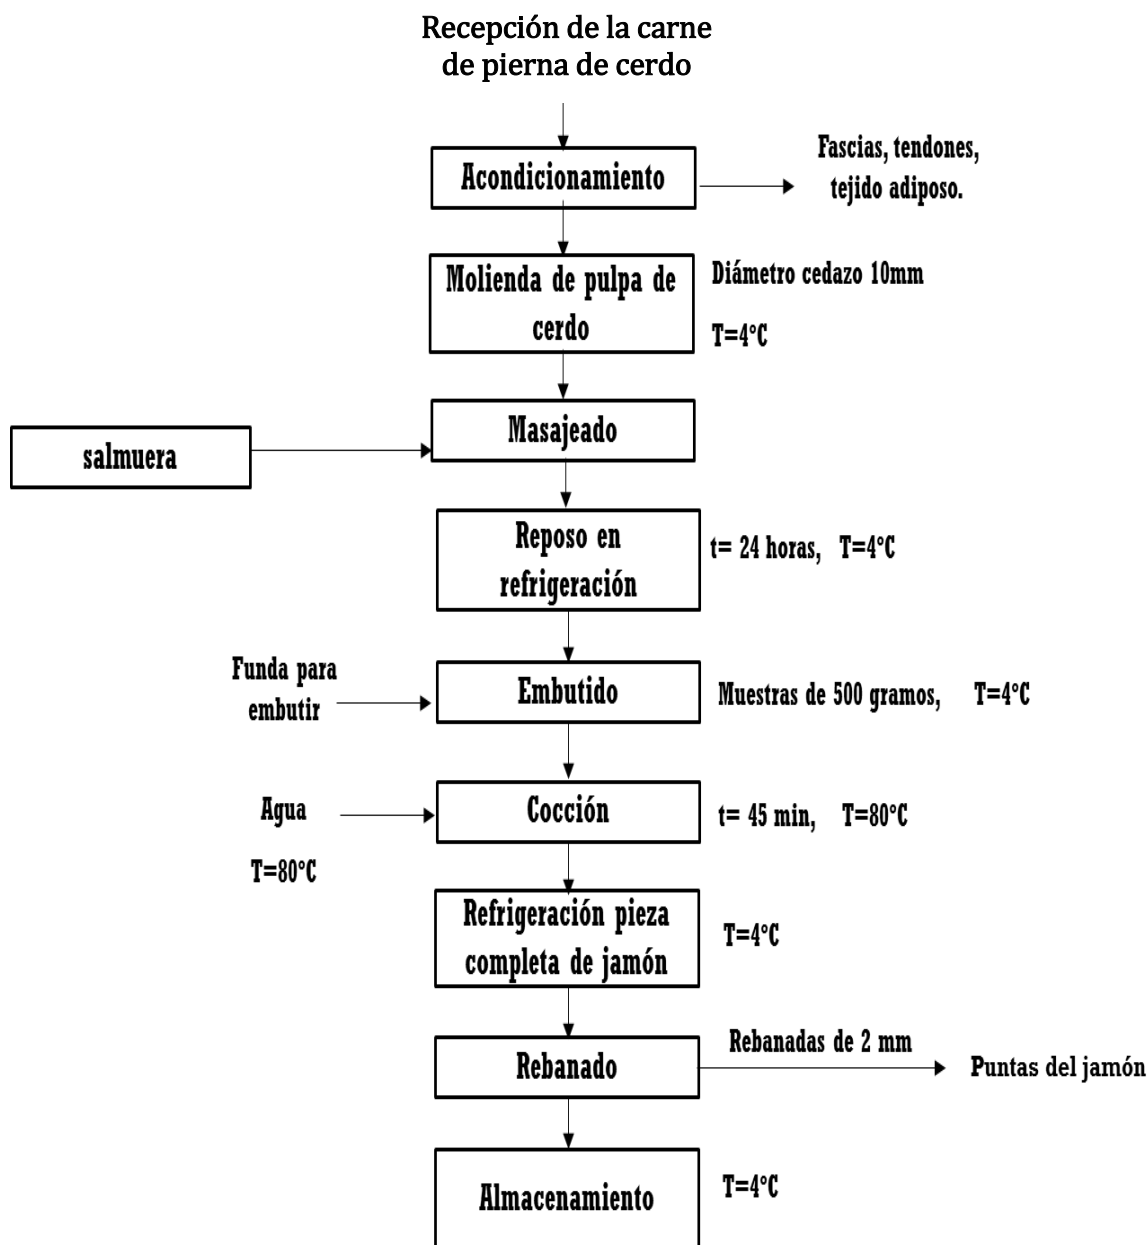 Recepción de la carne
de pierna de cerdo
Acondicionamiento
Fascias, tendones,
tejido adiposo.
Molienda de pulpa de
cerdo
Diámetro cedazo 10mm
T=4°C
Masajeado
salmuera
Reposo en
refrigeración
t= 24 horas, T=4°C
Funda para
embutir
Embutido
Muestras de 500 gramos, T=4°C
Agua
T=80°C
Cocción
t= 45 min, T=80°C
Refrigeración pieza
completa de jamón
T=4°C
Rebanado
Rebanadas de 2 mm
Puntas del jamón
Almacenamiento
T=4°C